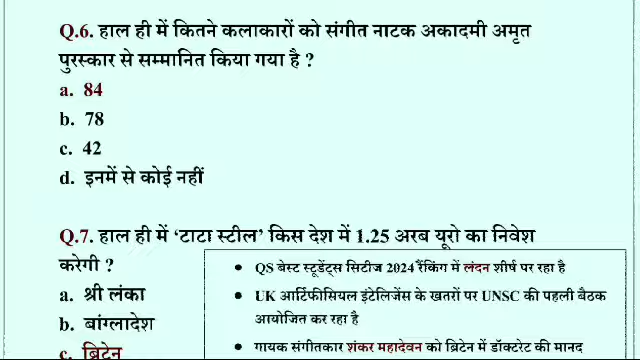 Q.6. हाल ही में कितने कलाकारों को संगीत नाटक अकादमी अमृत
पुरस्कार से सम्मानित किया गया है ?
a. 84
b. 78
c. 42
d. इनमें से कोई नहीं
Q.7. हाल ही में ‘टाटा स्टील’ किस देश में 1.25 अरब यूरो का निवेश
करेगी ?
a. श्री लंका
b. बांग्लादेश
c. ब्रिटेन
• QS बेस्ट स्टूडेंट्स सिटीज 2024 रैंकिंग में लंदन शीर्ष पर रहा है
• UK आर्टिफीसियल इंटेलिजेंस के खतरों पर UNSC की पहली बैठक
आयोजित कर रहा है
• गायक संगीतकार शंकर महादेवन को ब्रिटेन में डॉक्टरेट की मानद